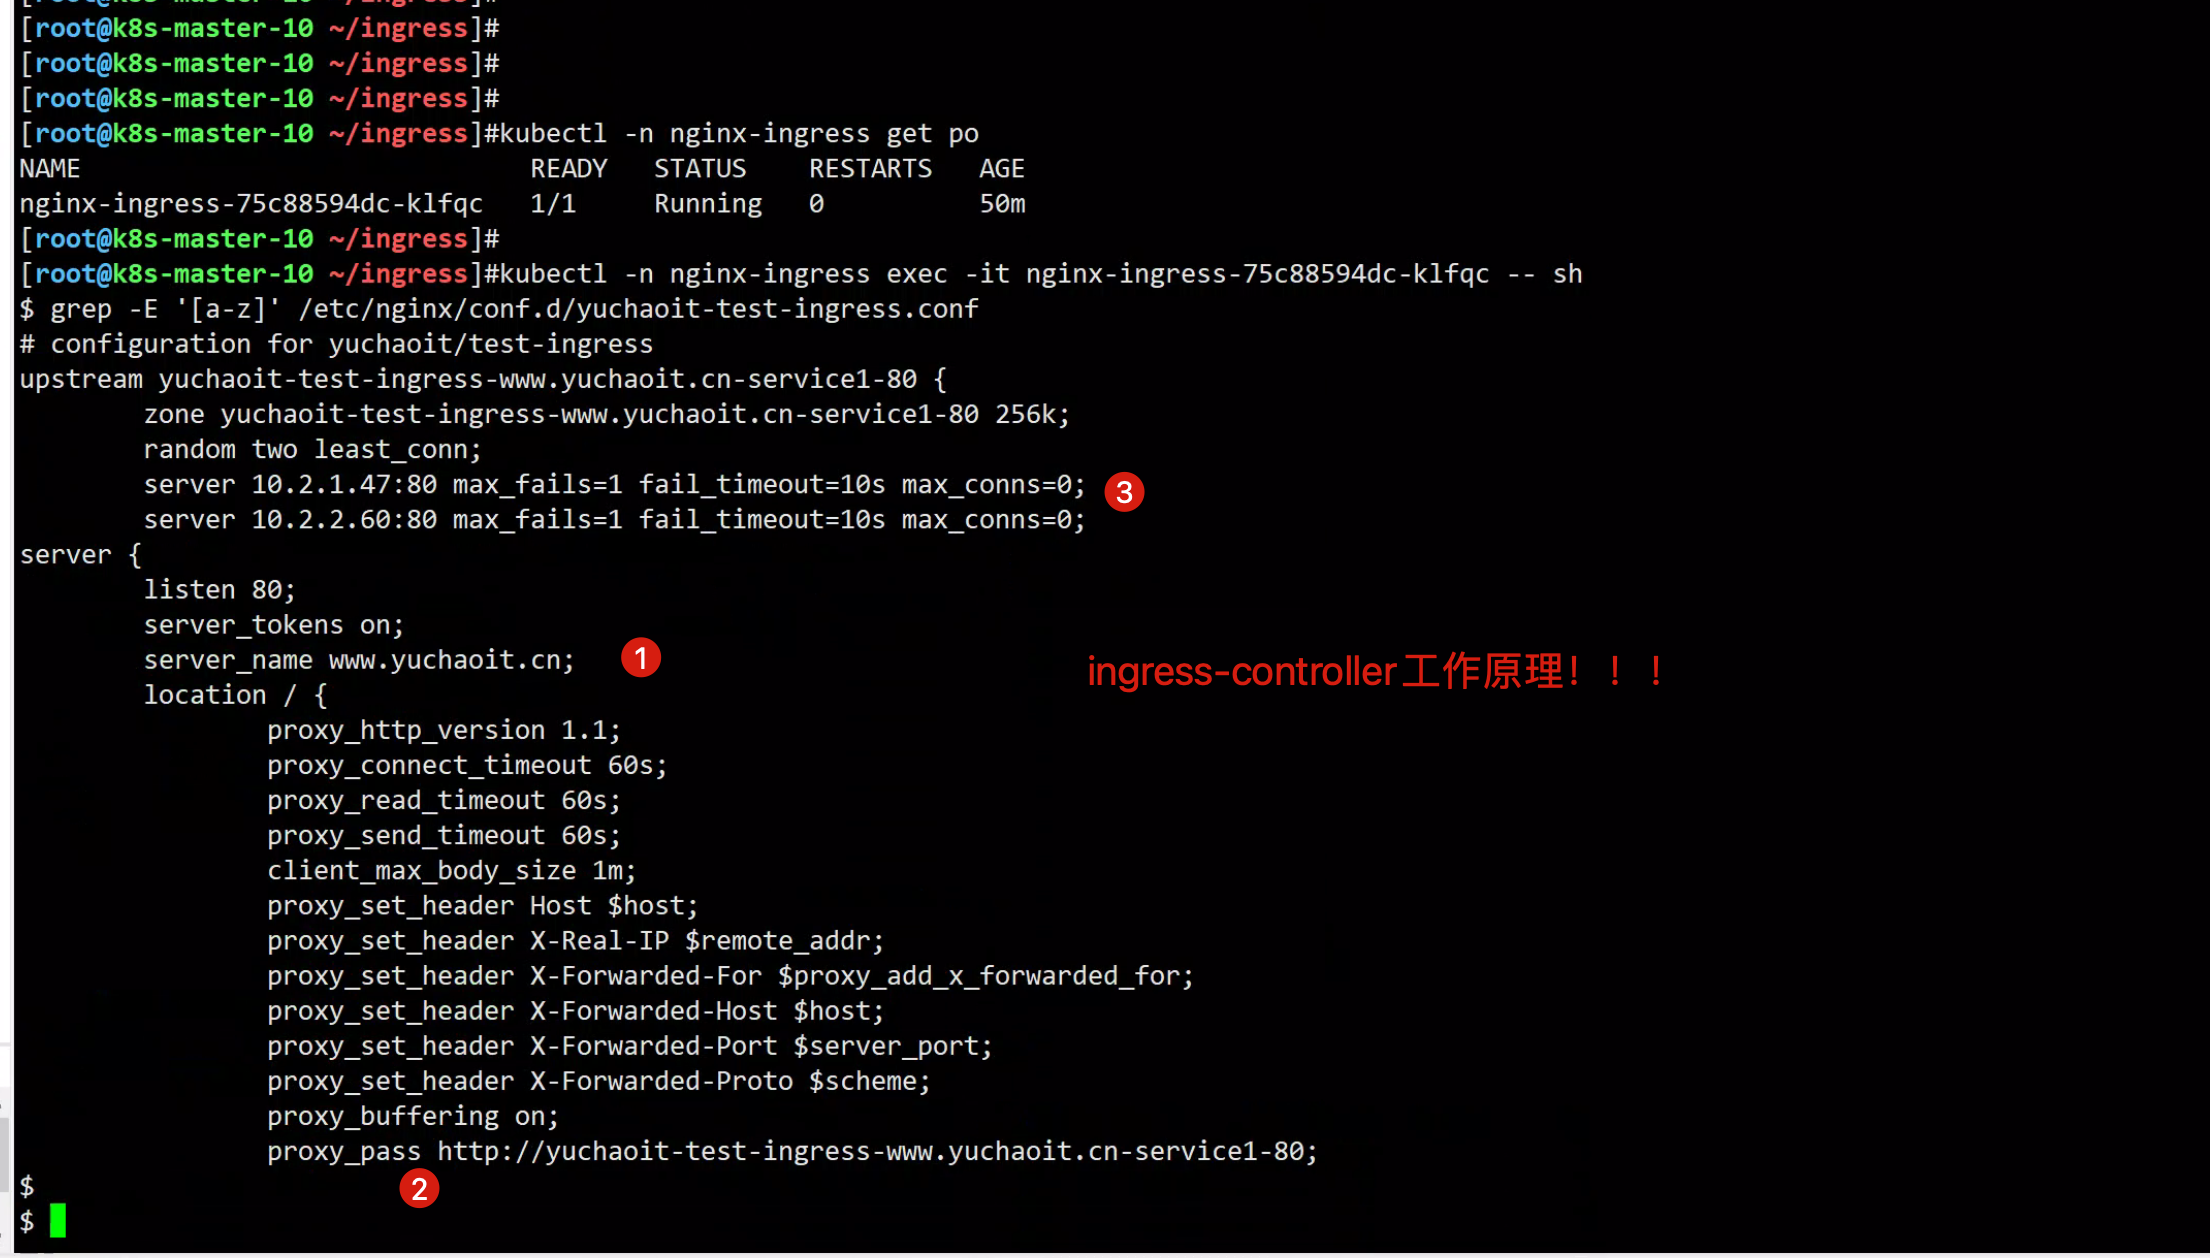 [root@k8s-master-10 ~/ingress]#
[root@k8s-master-10 ~/ingress]#
[root@k8s-master-10 ~/ingress]#
[root@k8s-master-10 ~/ingress]#
[root@k8s-master-10 ~/ingress]#kubectl -n nginx-ingress get po
NAME READY STATUS RESTARTS AGE
nginx-ingress-75c88594dc-klfqc 1/1 Running 0 50m
[root@k8s-master-10 ~/ingress]#
[root@k8s-master-10 ~/ingress]#kubectl -n nginx-ingress exec -it nginx-ingress-75c88594dc-klfqc -- sh
$ grep -E '[a-z]' /etc/nginx/conf.d/yuchaoit-test-ingress.conf
# configuration for yuchaoit/test-ingress
upstream yuchaoit-test-ingress-www.yuchaoit.cn-service1-80 {
zone yuchaoit-test-ingress-www.yuchaoit.cn-service1-80 256k;
random two least_conn;
server 10.2.1.47:80 max_fails=1 fail_timeout=10s max_conns=0; 3
server 10.2.2.60:80 max_fails=1 fail_timeout=10s max_conns=0;
server {
listen 80;
server_tokens on;
server_name www.yuchaoit.cn; 1
ingress-controller工作原理！！！
location / {
proxy_http_version 1.1;
proxy_connect_timeout 60s;
proxy_read_timeout 60s;
proxy_send_timeout 60s;
client_max_body_size 1m;
proxy_set_header Host $host;
proxy_set_header X-Real-IP $remote_addr;
proxy_set_header X-Forwarded-For $proxy_add_x_forwarded_for;
proxy_set_header X-Forwarded-Host $host;
proxy_set_header X-Forwarded-Port $server_port;
proxy_set_header X-Forwarded-Proto $scheme;
proxy_buffering on;
proxy_pass http://yuchaoit-test-ingress-www.yuchaoit.cn-service1-80;
$
2
$